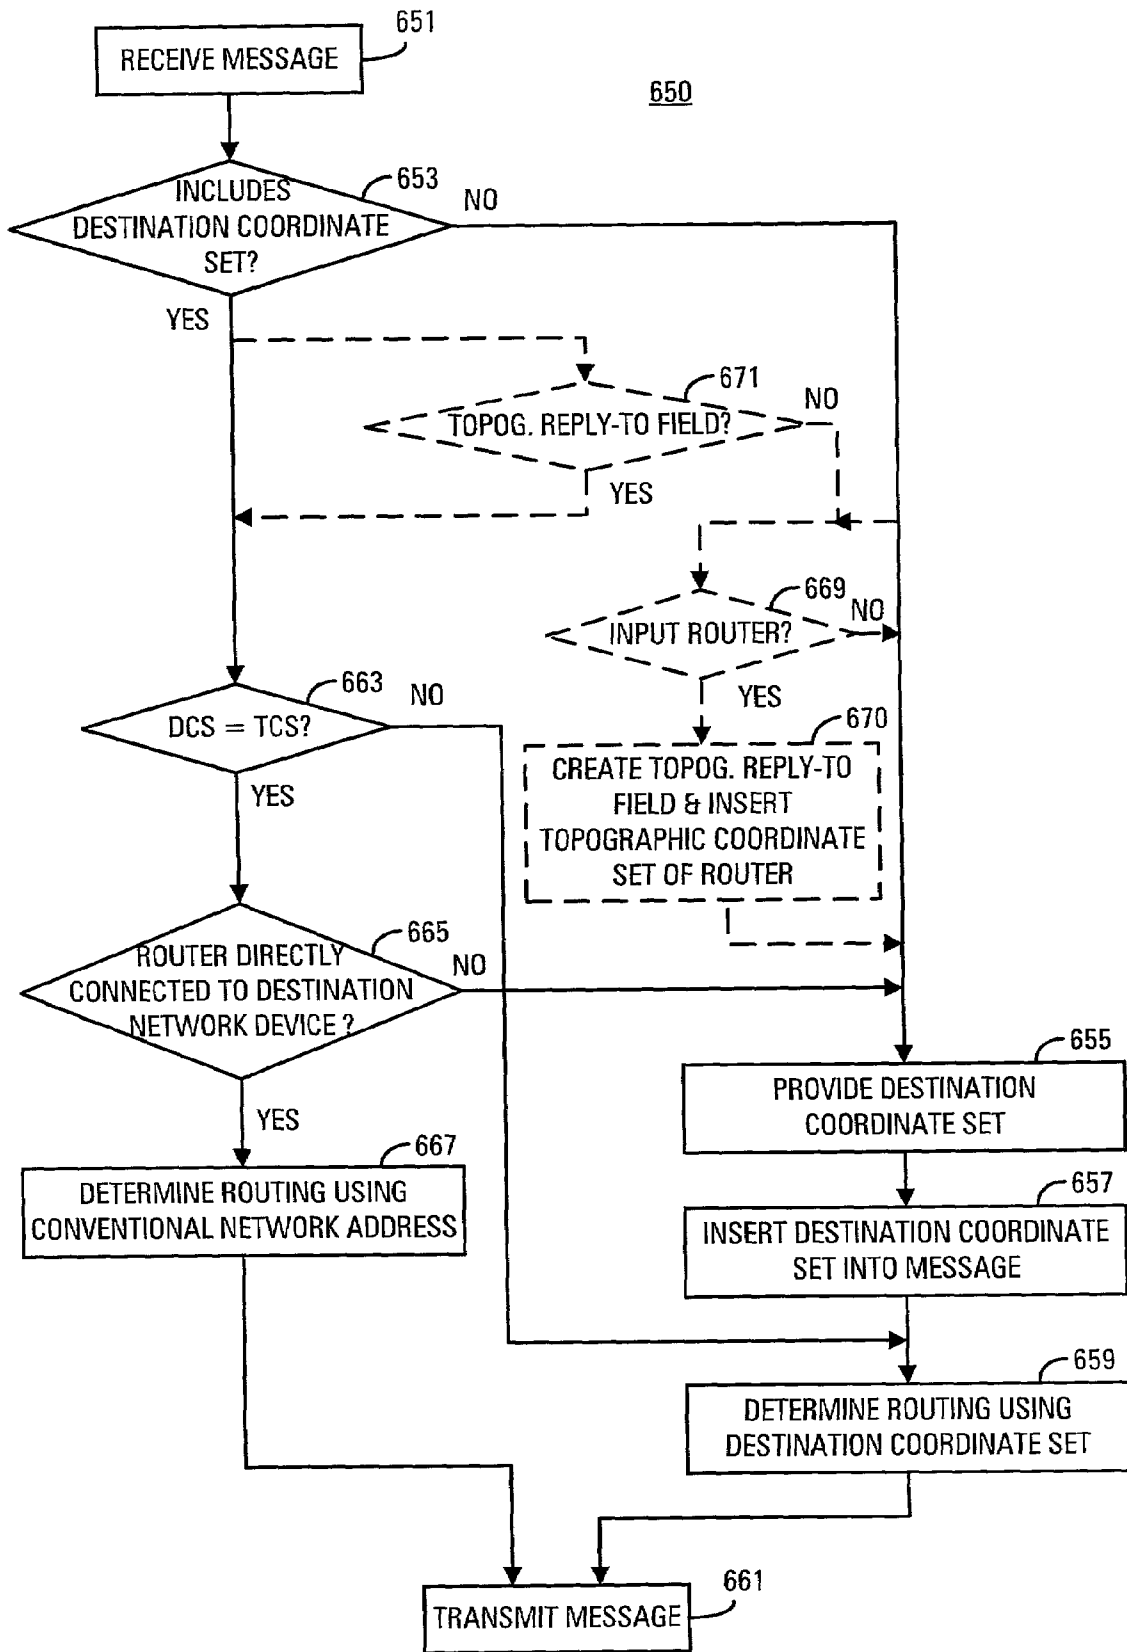 651
RECEIVE MESSAGE
650
653
INCLUDES
DESTINATION COORDINATE
SET?
NO
YES
671
TOPOG. REPLY-TO FIELD?
NO
YES
669
INPUT ROUTER?
NO
YES
663
DCS = TCS?
NO
YES
670
CREATE TOPOG. REPLY-TO
FIELD & INSERT
TOPOGRAPHIC COORDINATE
SET OF ROUTER
665
ROUTER DIRECTLY
CONNECTED TO DESTINATION
NETWORK DEVICE ?
NO
YES
655
PROVIDE DESTINATION
COORDINATE SET
667
DETERMINE ROUTING USING
CONVENTIONAL NETWORK ADDRESS
657
INSERT DESTINATION COORDINATE
SET INTO MESSAGE
659
DETERMINE ROUTING USING
DESTINATION COORDINATE SET
661
TRANSMIT MESSAGE